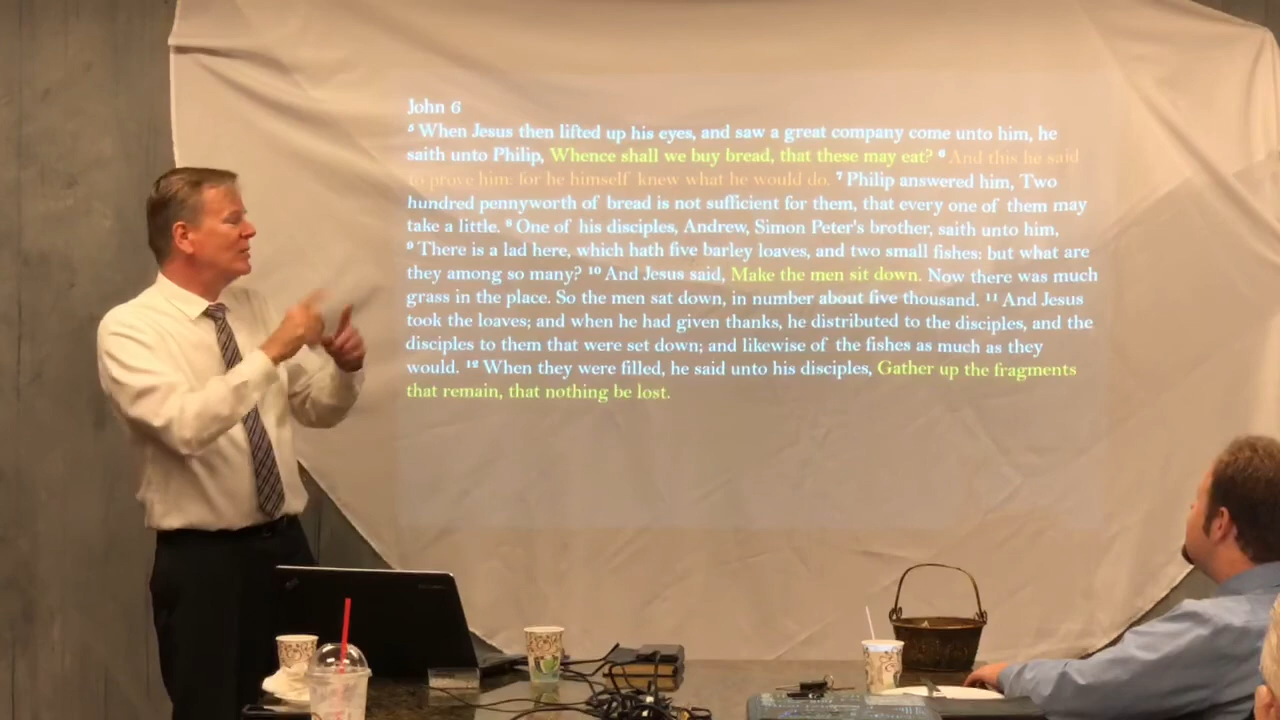 John 6
⁵ When Jesus then lifted up his eyes, and saw a great company come unto him, he
saith unto Philip, Whence shall we buy bread, that these may eat? ⁶ And this he said
to prove him: for he himself knew what he would do. ⁷ Philip answered him, Two
hundred pennyworth of bread is not sufficient for them, that every one of them may
take a little. ⁸ One of his disciples, Andrew, Simon Peter's brother, saith unto him,
⁹ There is a lad here, which hath five barley loaves, and two small fishes: but what are
they among so many? ¹⁰ And Jesus said, Make the men sit down. Now there was much
grass in the place. So the men sat down, in number about five thousand. ¹¹ And Jesus
took the loaves; and when he had given thanks, he distributed to the disciples, and the
disciples to them that were set down; and likewise of the fishes as much as they
would. ¹² When they were filled, he said unto his disciples, Gather up the fragments
that remain, that nothing be lost.